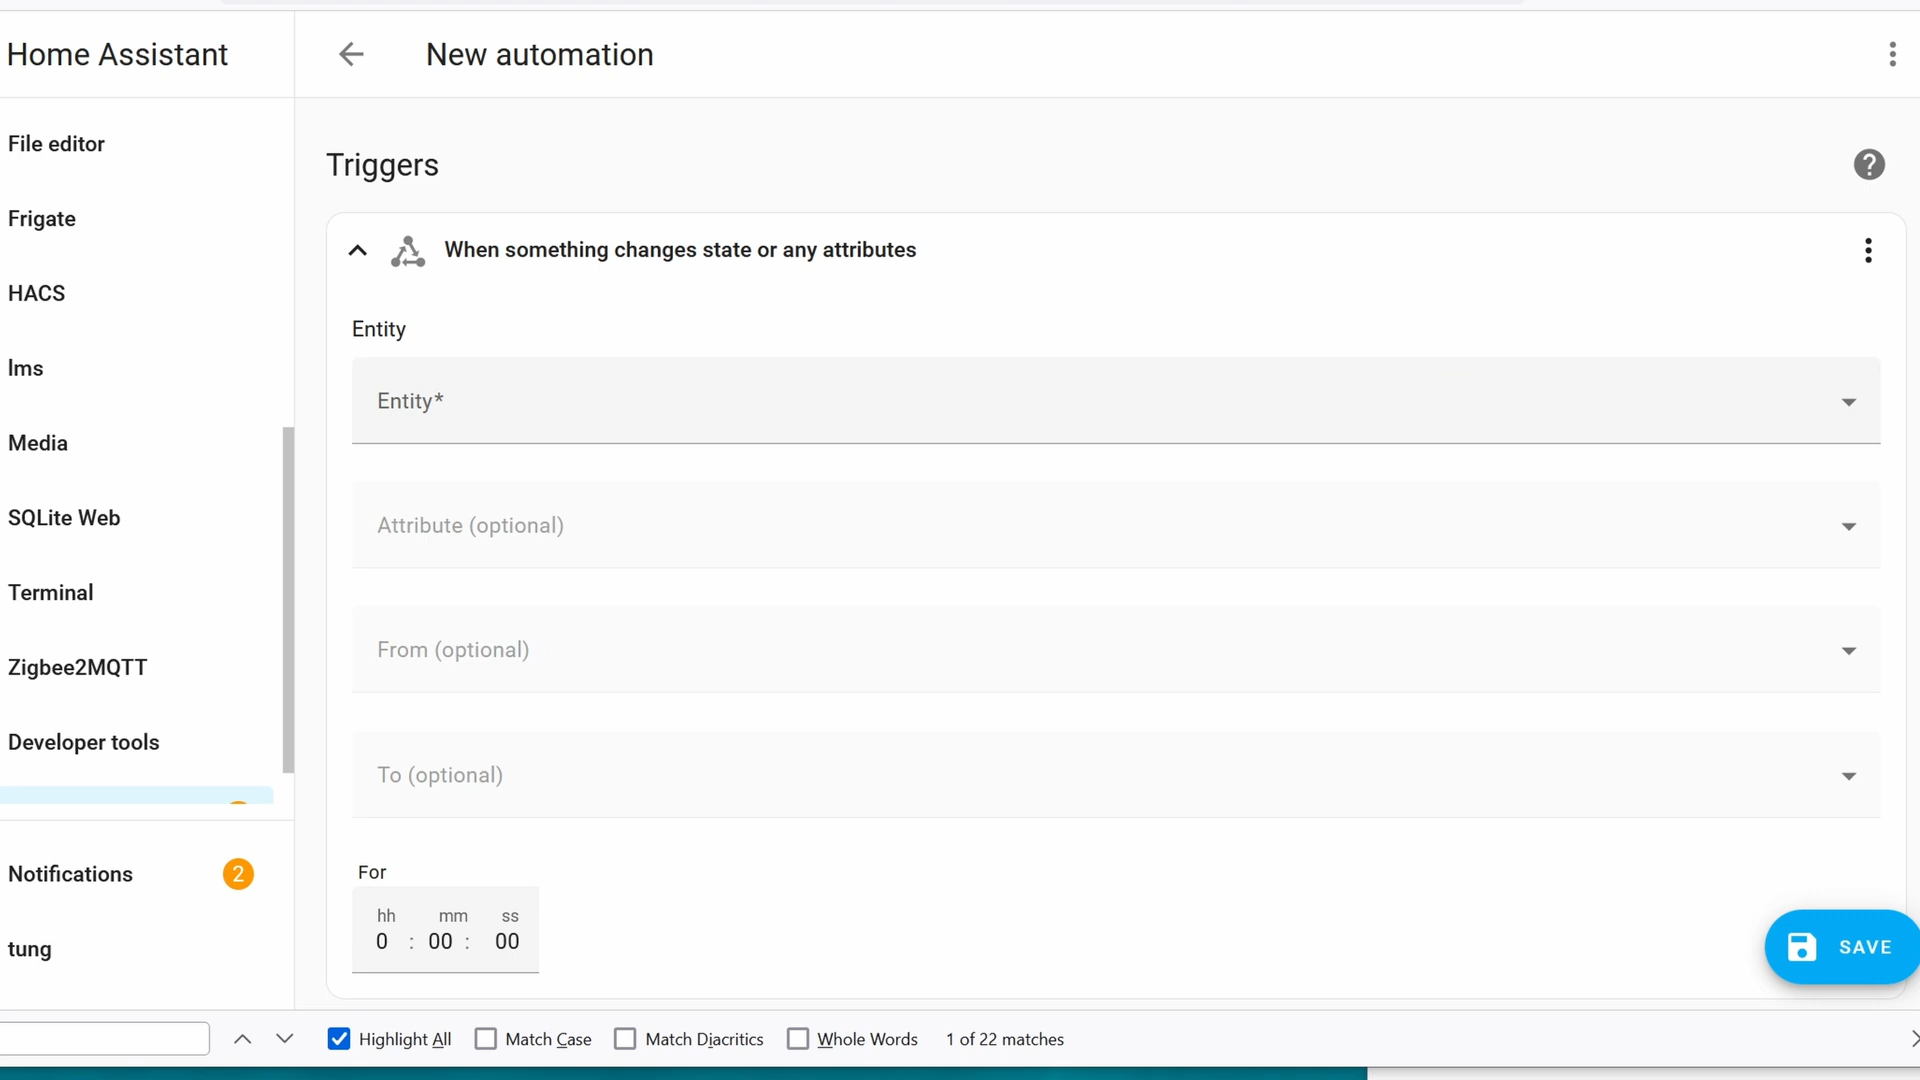 Home Assistant
New automation
File editor
Frigate
HACS
lms
Media
SQLite Web
Terminal
Zigbee2MQTT
Developer tools
Notifications
2
tung
Triggers
When something changes state or any attributes
Entity
Entity*
Attribute (optional)
From (optional)
To (optional)
For
hh mm ss
0 : 00 : 00
SAVE
Highlight All Match Case Match Diacritics Whole Words 1 of 22 matches